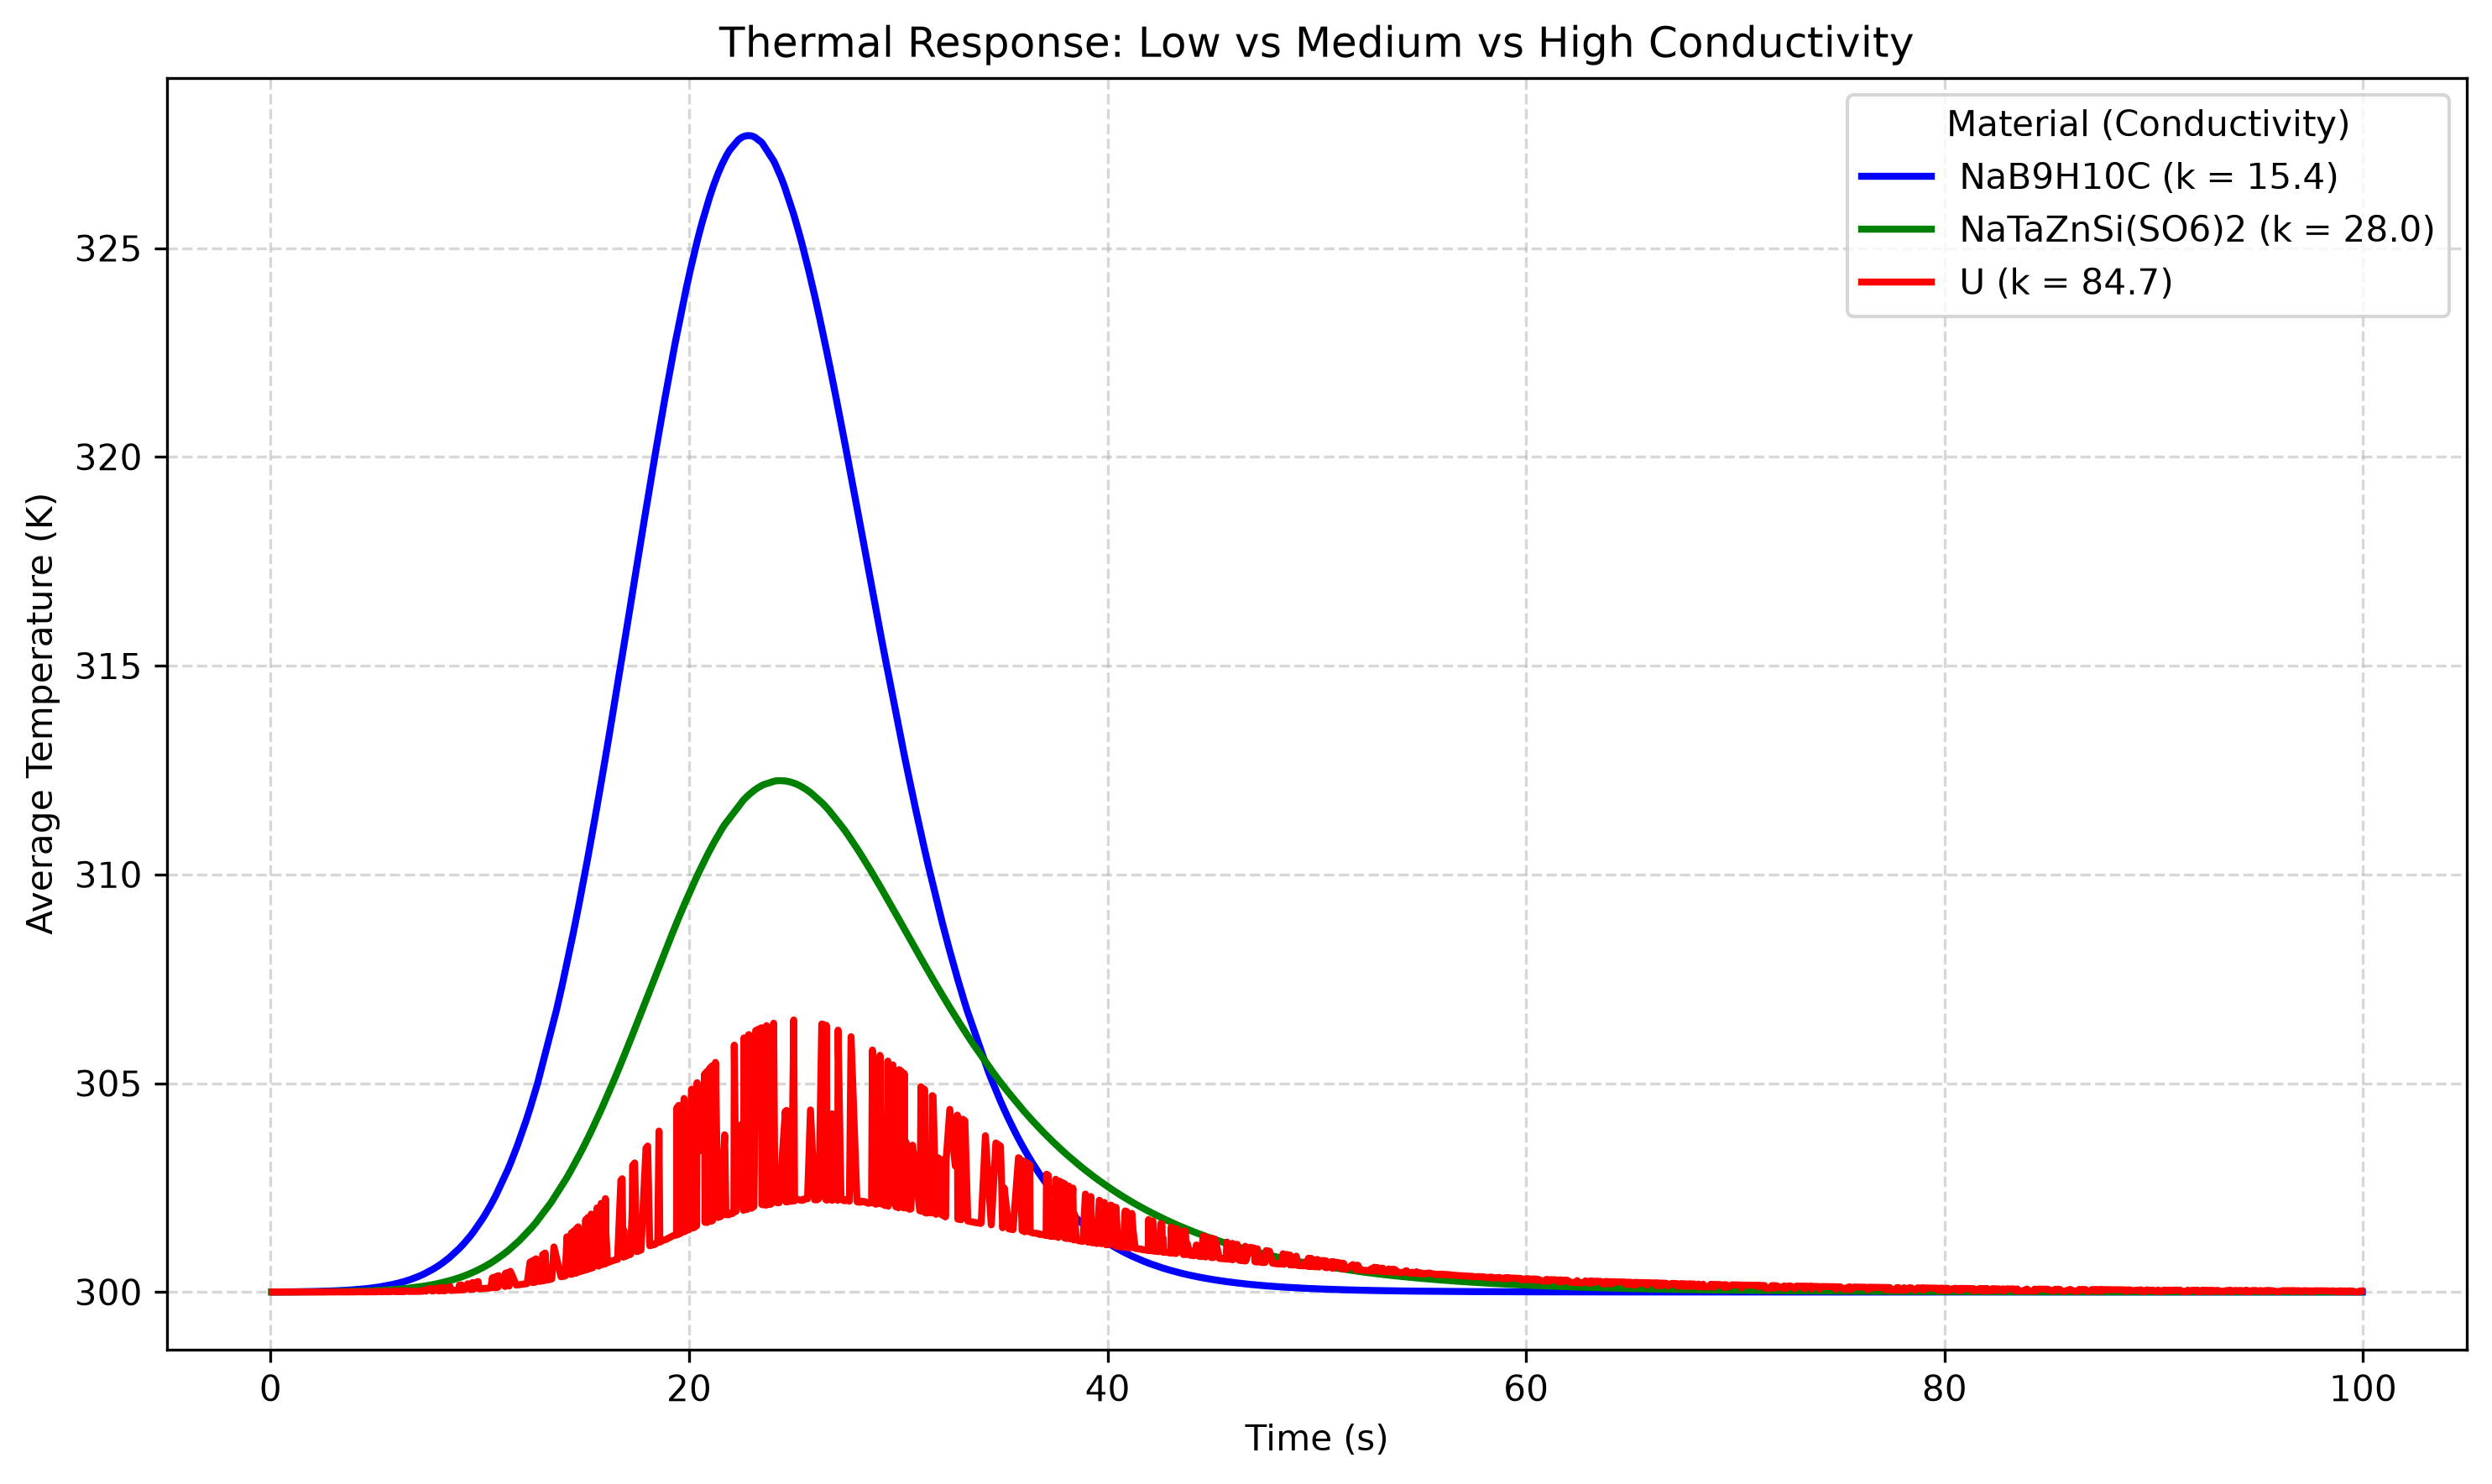 Thermal Response: Low vs Medium vs High Conductivity
Material (Conductivity)
NaB9H10C (k = 15.4)
NaTaZnSi(SO6)2 (k = 28.0)
U (k = 84.7)
Average Temperature (K)
325
320
315
310
305
300
0 20 40 60 80 100
Time (s)